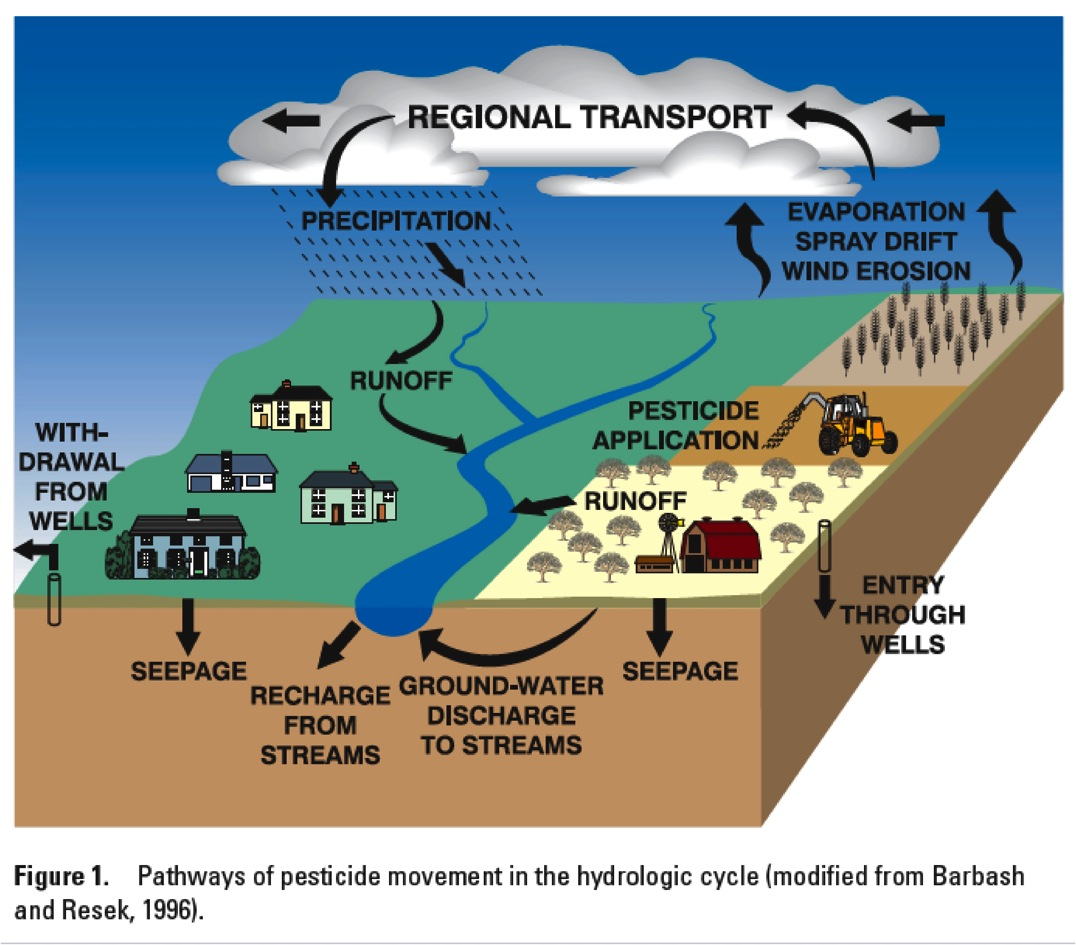 REGIONAL TRANSPORT
PRECIPITATION
EVAPORATION
SPRAY DRIFT
WIND EROSION
RUNOFF
PESTICIDE
APPLICATION
WITH-
DRAWAL
FROM
WELLS
RUNOFF
ENTRY
THROUGH
WELLS
SEEPAGE
RECHARGE
FROM
STREAMS
GROUND-WATER
DISCHARGE
TO STREAMS
SEEPAGE
Figure 1. Pathways of pesticide movement in the hydrologic cycle (modified from Barbash
and Resek, 1996).